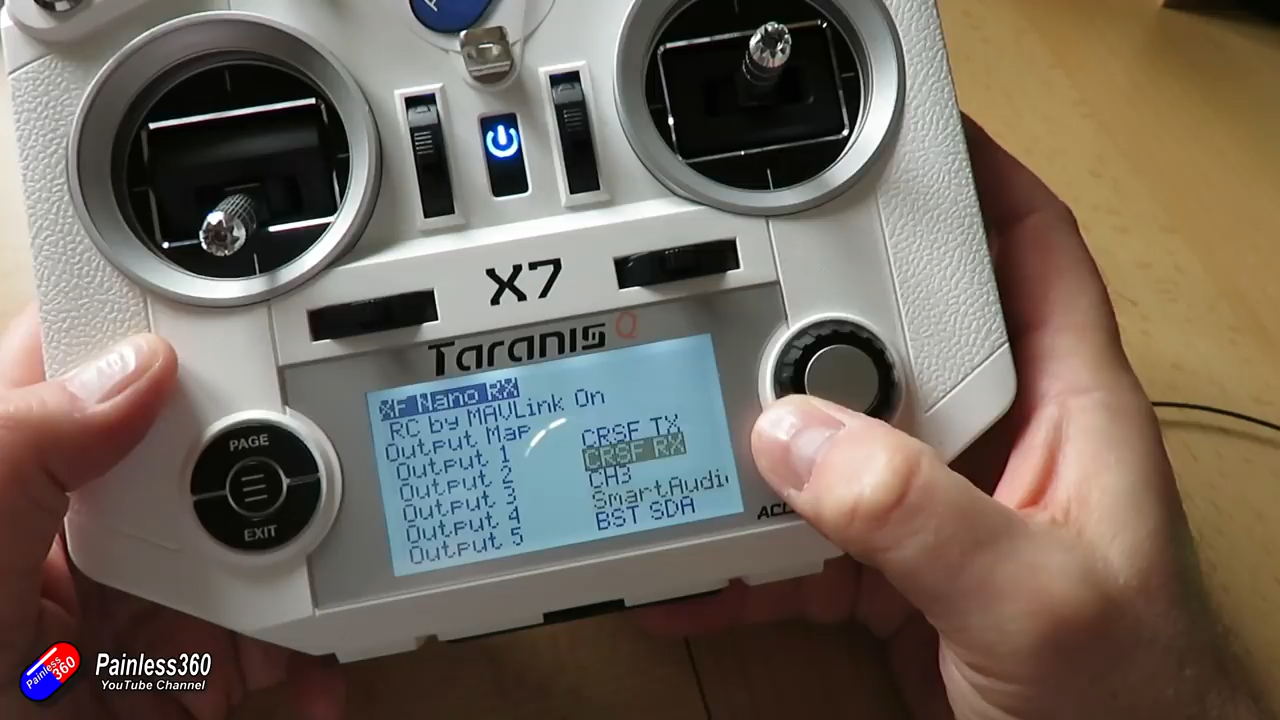 X7
Taranis Q
XF Nano RX
RC by MAVLink On
Output Map
Output 1 CRSF TX
Output 2 CRSF RX
Output 3 CH3
Output 4 SmartAudi
Output 5 BST SDA
PAGE
EXIT
Painless360
Painless360
YouTube Channel